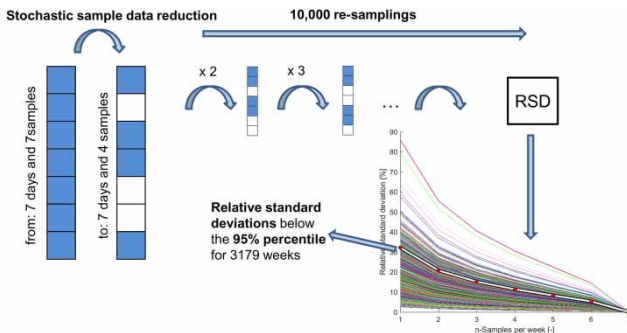 Stochastic sample data reduction
10,000 re-samplings
from: 7 days and 7samples
to: 7 days and 4 samples
x 2
x 3
...
RSD
Relative standard
deviations below
the 95% percentile
for 3179 weeks
Relative standard deviation [%]
90
80
70
60
50
40
30
20
10
0
1
2
3
4
5
6
n-Samples per week [-]